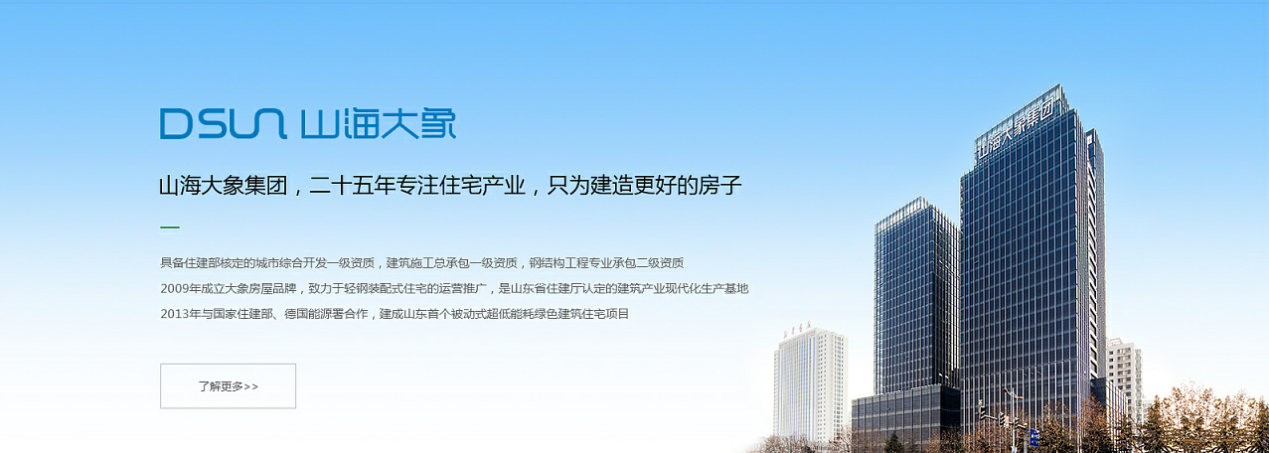 DSUN 山海大象
山海大象集团，二十五年专注住宅产业，只为建造更好的房子
具备住建部核定的城市综合开发一级资质，建筑施工总承包一级资质，钢结构工程专业承包二级资质
2009年成立大象房屋品牌，致力于轻钢装配式住宅的运营推广，是山东省住建厅认定的建筑产业现代化生产基地
2013年与国家住建部、德国能源署合作，建成山东首个被动式超低能耗绿色建筑住宅项目
了解更多>>
山海大象集团